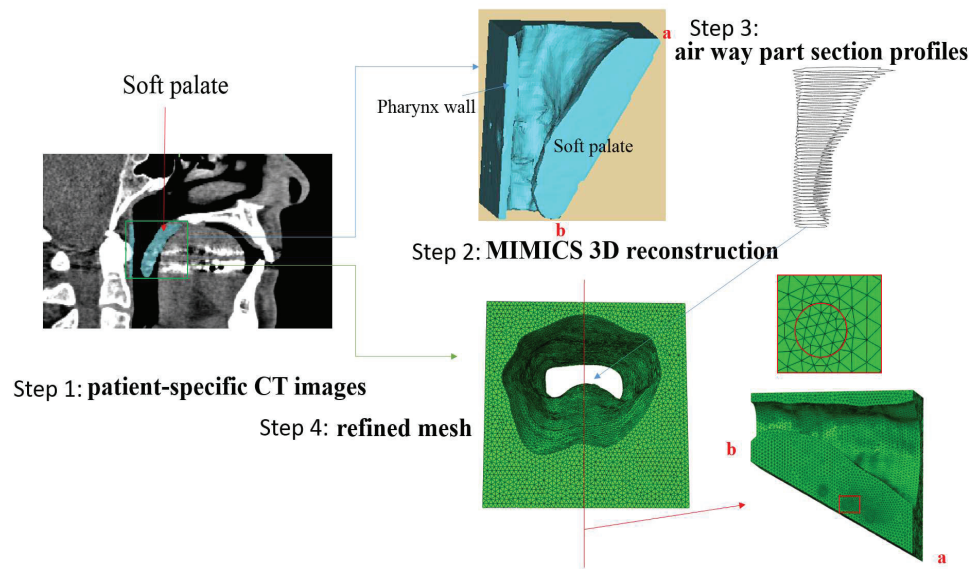 Soft palate
Step 1: patient-specific CT images
a
Pharynx wall
Soft palate
b
Step 2: MIMICS 3D reconstruction
Step 3:
air way part section profiles
Step 4: refined mesh
b
a